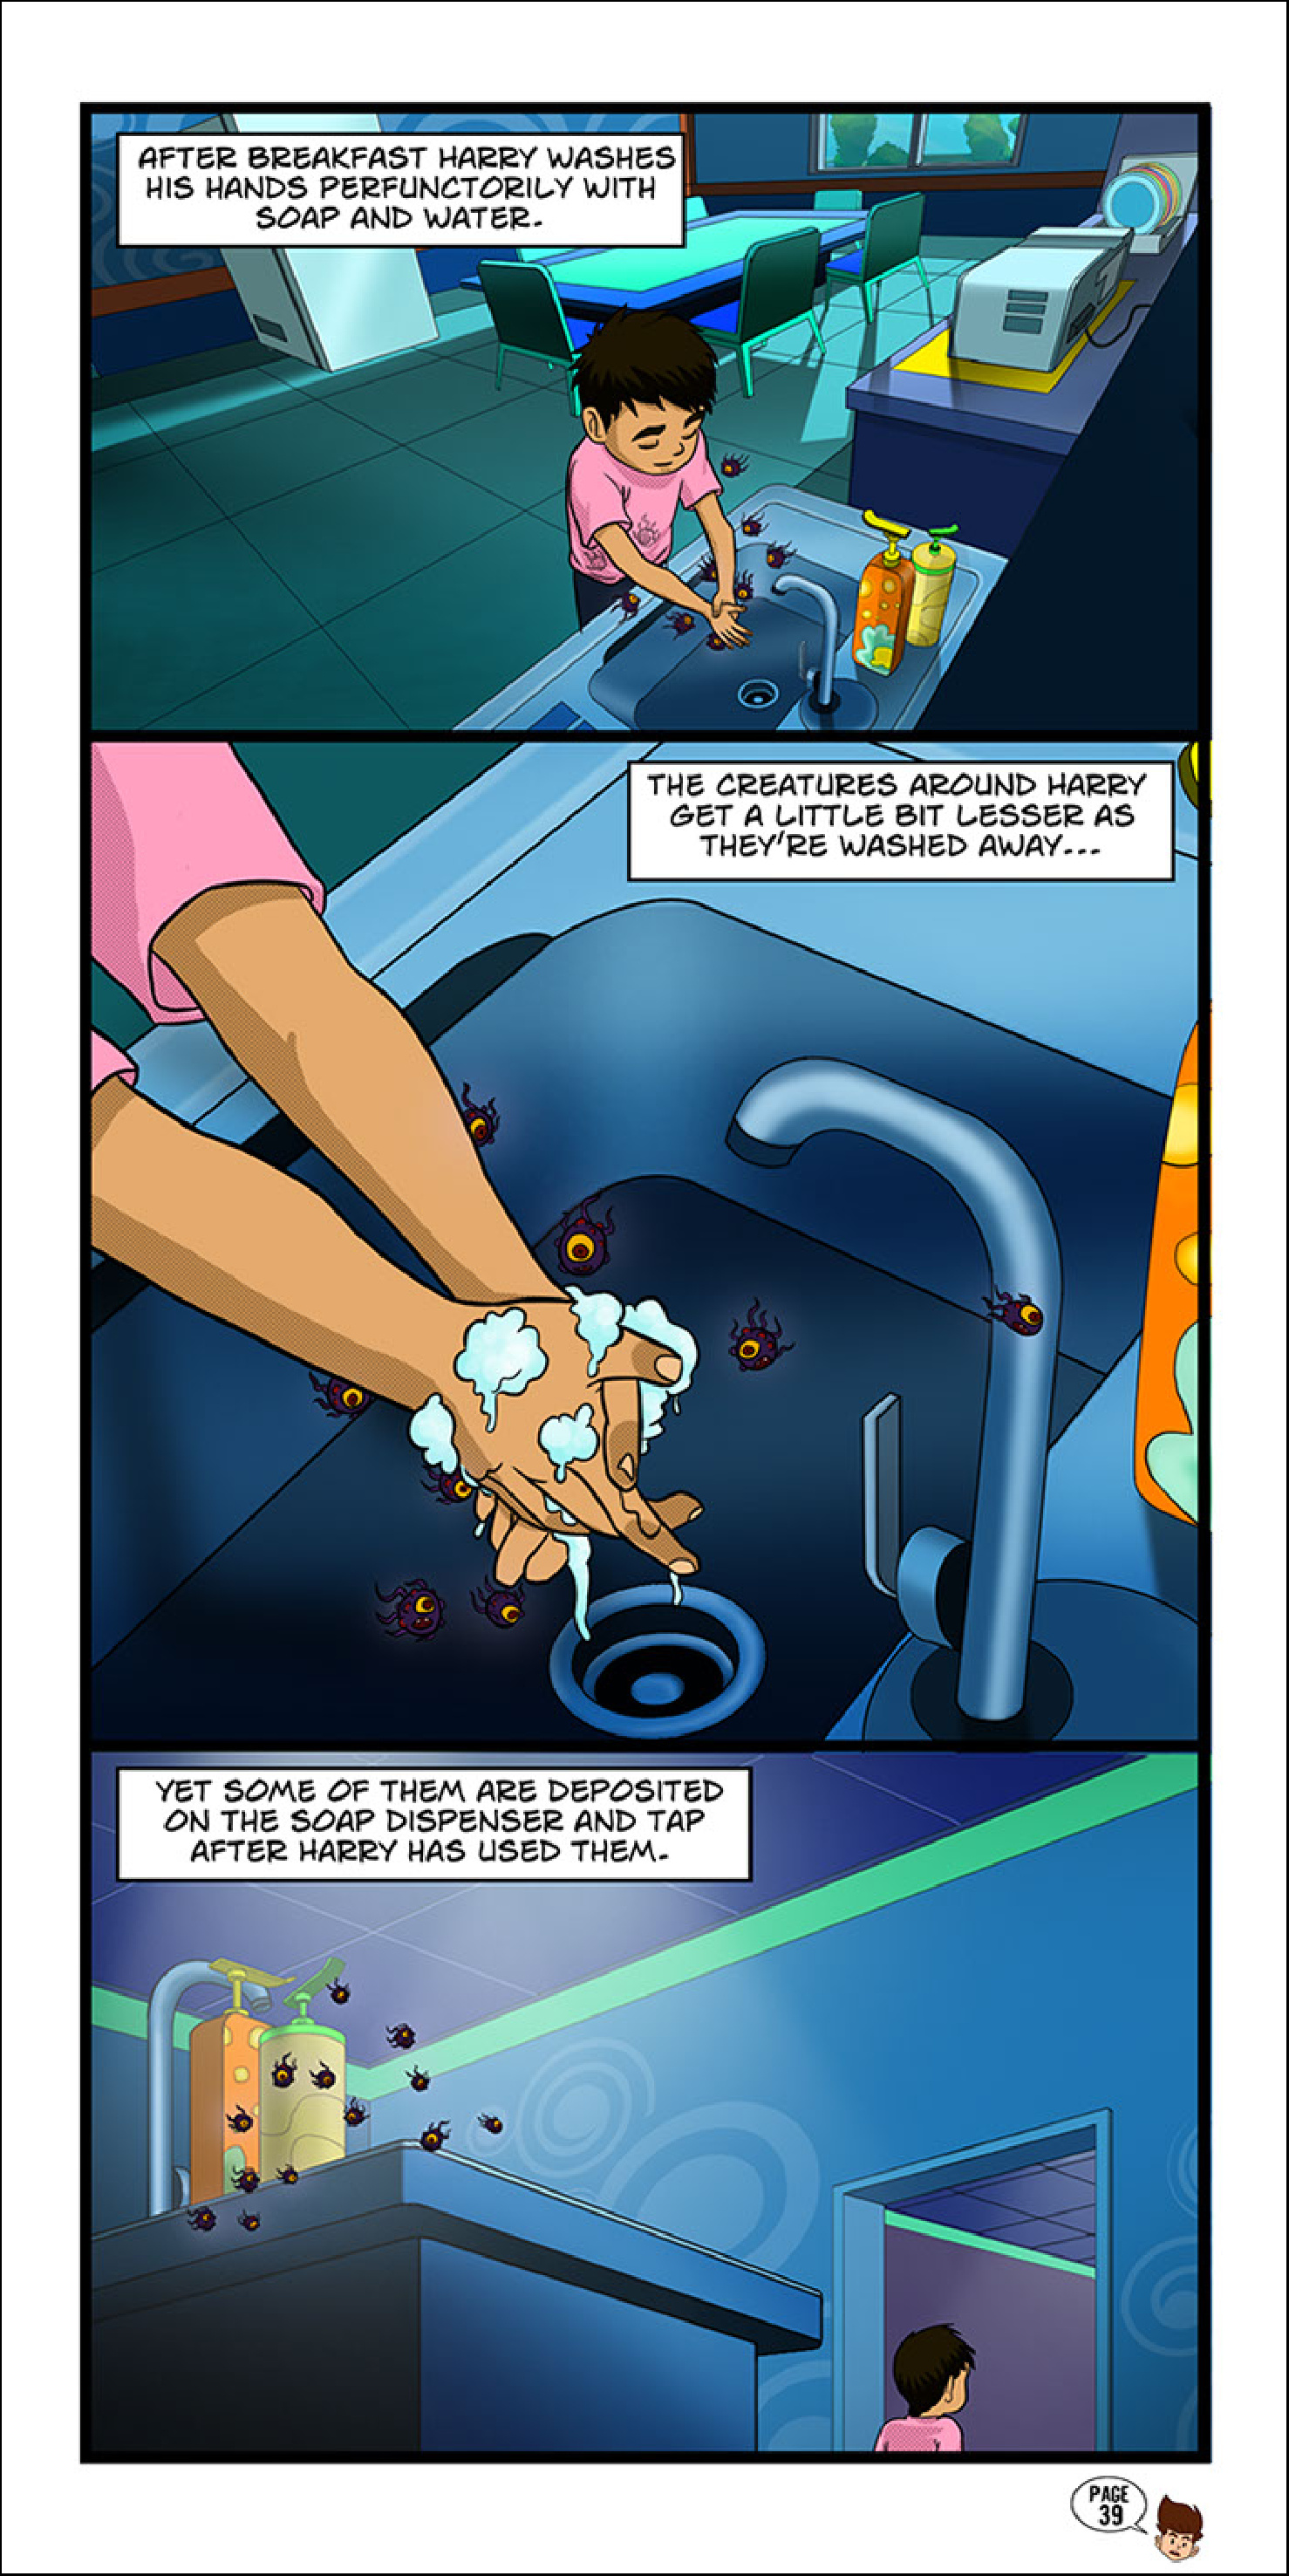 AFTER BREAKFAST HARRY WASHES
HIS HANDS PERFUNCTORILY WITH
SOAP AND WATER.
THE CREATURES AROUND HARRY
GET A LITTLE BIT LESSER AS
THEY'RE WASHED AWAY...
YET SOME OF THEM ARE DEPOSITED
ON THE SOAP DISPENSER AND TAP
AFTER HARRY HAS USED THEM.
PAGE
39